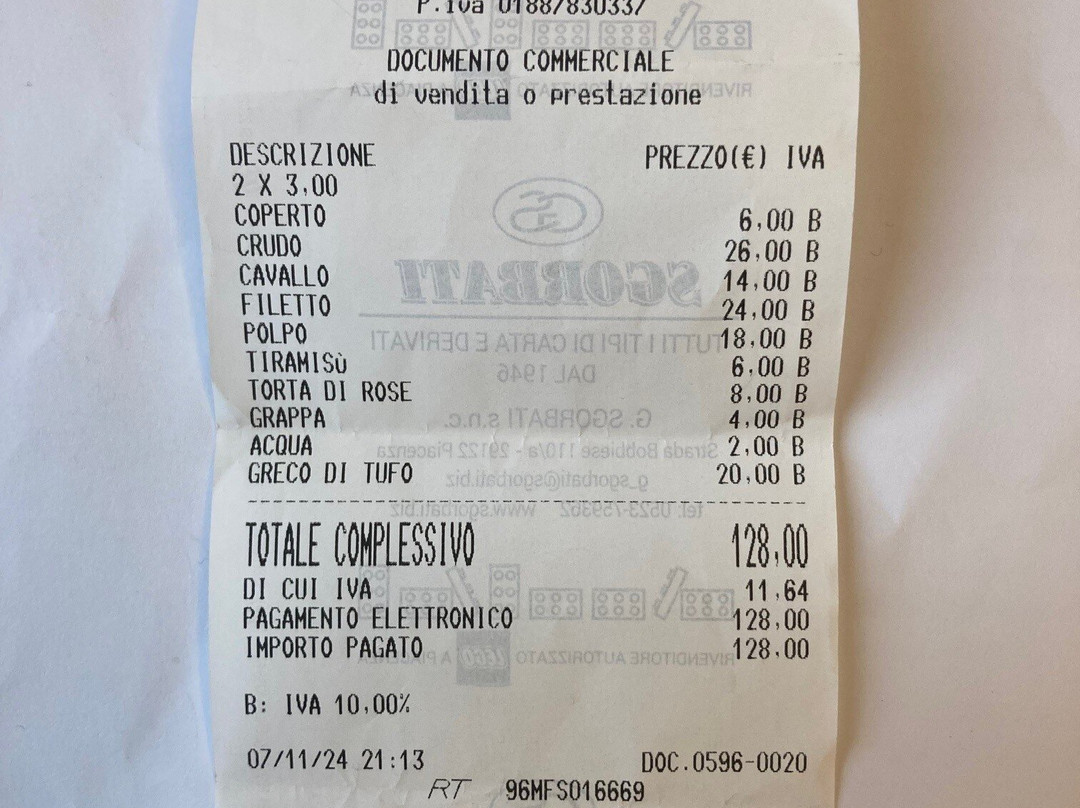 P.Iva 01887830337
DOCUMENTO COMMERCIALE
di vendita o prestazione
DESCRIZIONE PREZZO(€) IVA
2 X 3,00
COPERTO 6,00 B
CRUDO 26,00 B
CAVALLO 14,00 B
FILETTO 24,00 B
POLPO 18,00 B
TIRAMISÙ 6,00 B
TORTA DI ROSE 8,00 B
GRAPPA 4,00 B
ACQUA 2,00 B
GRECO DI TUFO 20,00 B
TOTALE COMPLESSIVO 128,00
DI CUI IVA 11,64
PAGAMENTO ELETTRONICO 128,00
IMPORTO PAGATO 128,00
B: IVA 10,00%
07/11/24 21:13 DOC.0596-0020
RT 96MFS016669
RIVENDITORE AUTORIZZATO LEGO A PIACENZA
SGORBATI
TUTTI I TIPI DI CARTA E DERIVATI
DAL 1946
G. SGORBATI s.n.c.
Strada Bobbiese 110/a - 29122 Piacenza
g_sgorbati@sgorbati.biz
tel. 0523-759362 www.sgorbati.biz
RIVENDITORE AUTORIZZATO LEGO A PIACENZA